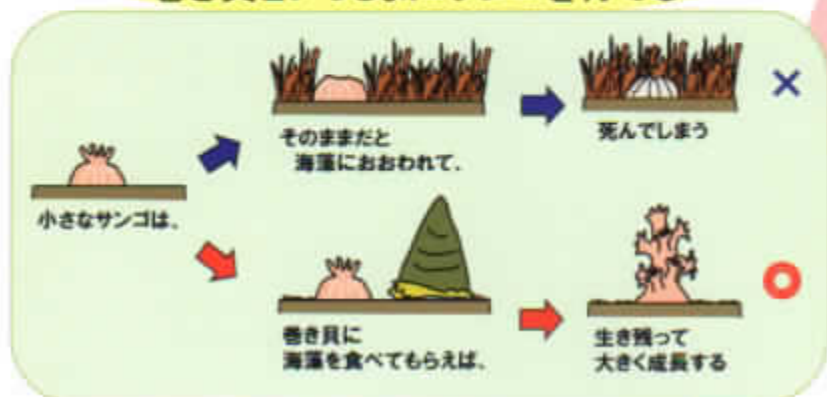 小さなサンゴは、
そのままだと
海藻におおわれて、
死んでしまう
×
巻き貝に
海藻を食べてもらえば、
生き残って
大きく成長する